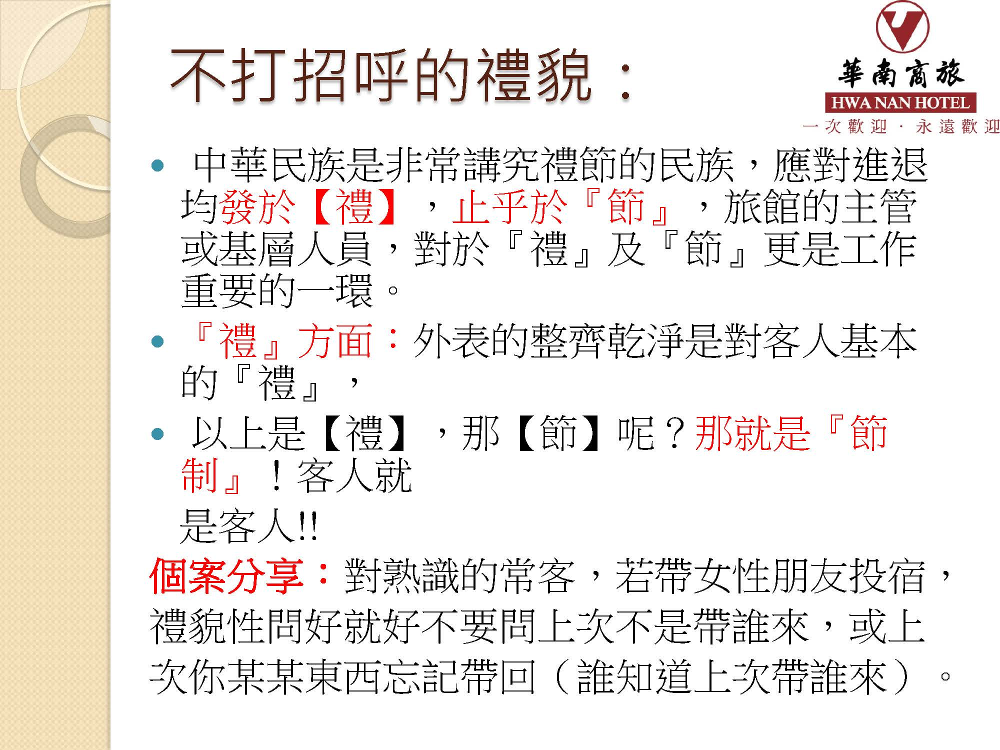 不打招呼的禮貌：
華南商旅
HWA NAN HOTEL
一次歡迎・永遠歡迎
• 中華民族是非常講究禮節的民族，應對進退
均發於【禮】，止乎於『節』，旅館的主管
或基層人員，對於『禮』及『節』更是工作
重要的一環。
• 『禮』方面：外表的整齊乾淨是對客人基本
的『禮』，
• 以上是【禮】，那【節】呢？那就是『節
制』！客人就
是客人!!
個案分享：對熟識的常客，若帶女性朋友投宿，
禮貌性問好就好不要問上次不是帶誰來，或上
次你某某東西忘記帶回（誰知道上次帶誰來）。